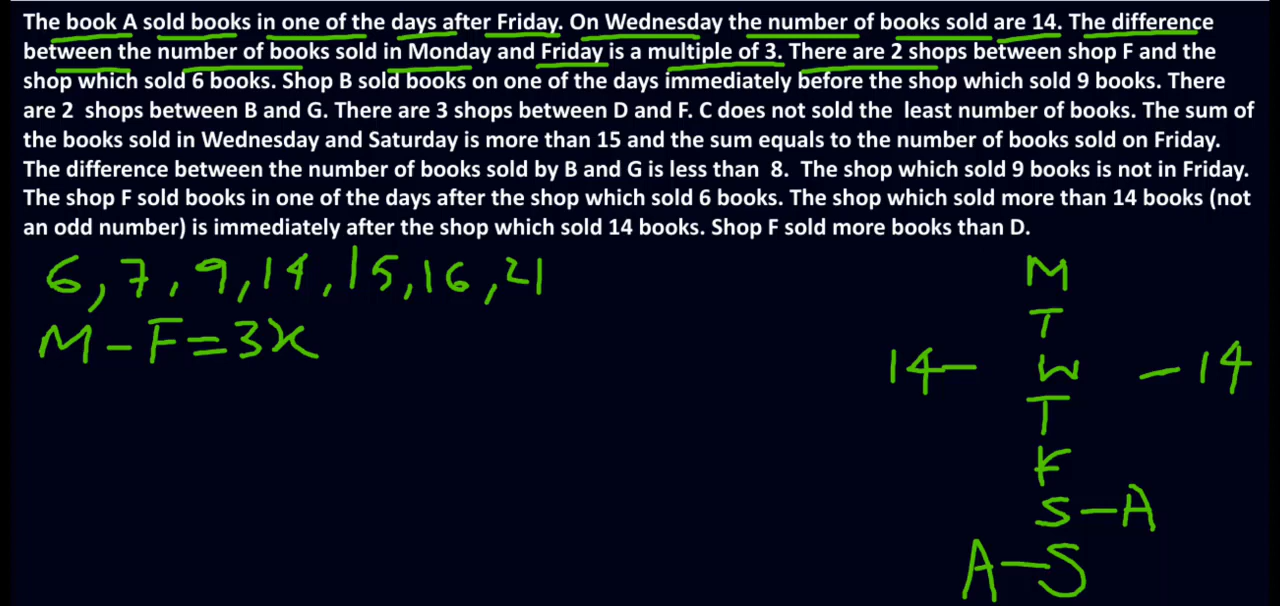 The book A sold books in one of the days after Friday. On Wednesday the number of books sold are 14. The difference
between the number of books sold in Monday and Friday is a multiple of 3. There are 2 shops between shop F and the
shop which sold 6 books. Shop B sold books on one of the days immediately before the shop which sold 9 books. There
are 2 shops between B and G. There are 3 shops between D and F. C does not sold the least number of books. The sum of
the books sold in Wednesday and Saturday is more than 15 and the sum equals to the number of books sold on Friday.
The difference between the number of books sold by B and G is less than 8. The shop which sold 9 books is not in Friday.
The shop F sold books in one of the days after the shop which sold 6 books. The shop which sold more than 14 books (not
an odd number) is immediately after the shop which sold 14 books. Shop F sold more books than D.
6, 7, 9, 14, 15, 16, 21
M - F = 3x
M
T
14 - W - 14
T
F
S - A
A - S